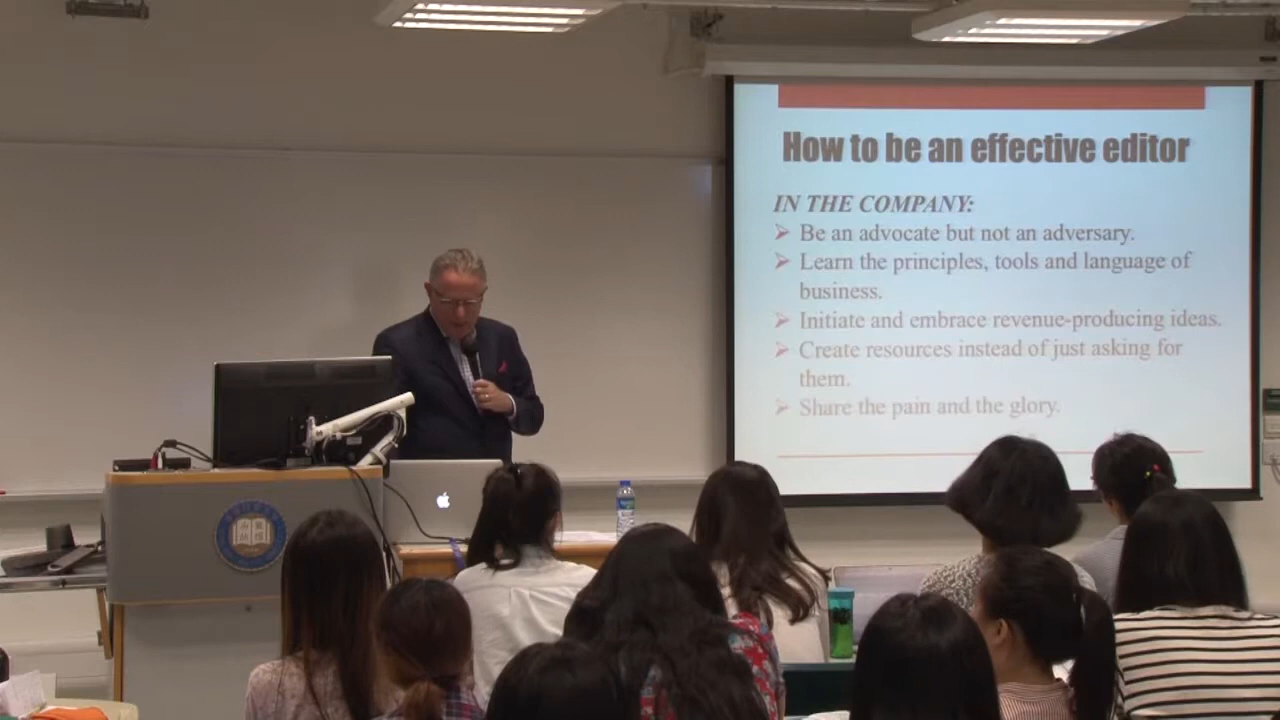 How to be an effective editor
IN THE COMPANY:
Be an advocate but not an adversary.
Learn the principles, tools and language of
business.
Initiate and embrace revenue-producing ideas.
Create resources instead of just asking for
them.
Share the pain and the glory.